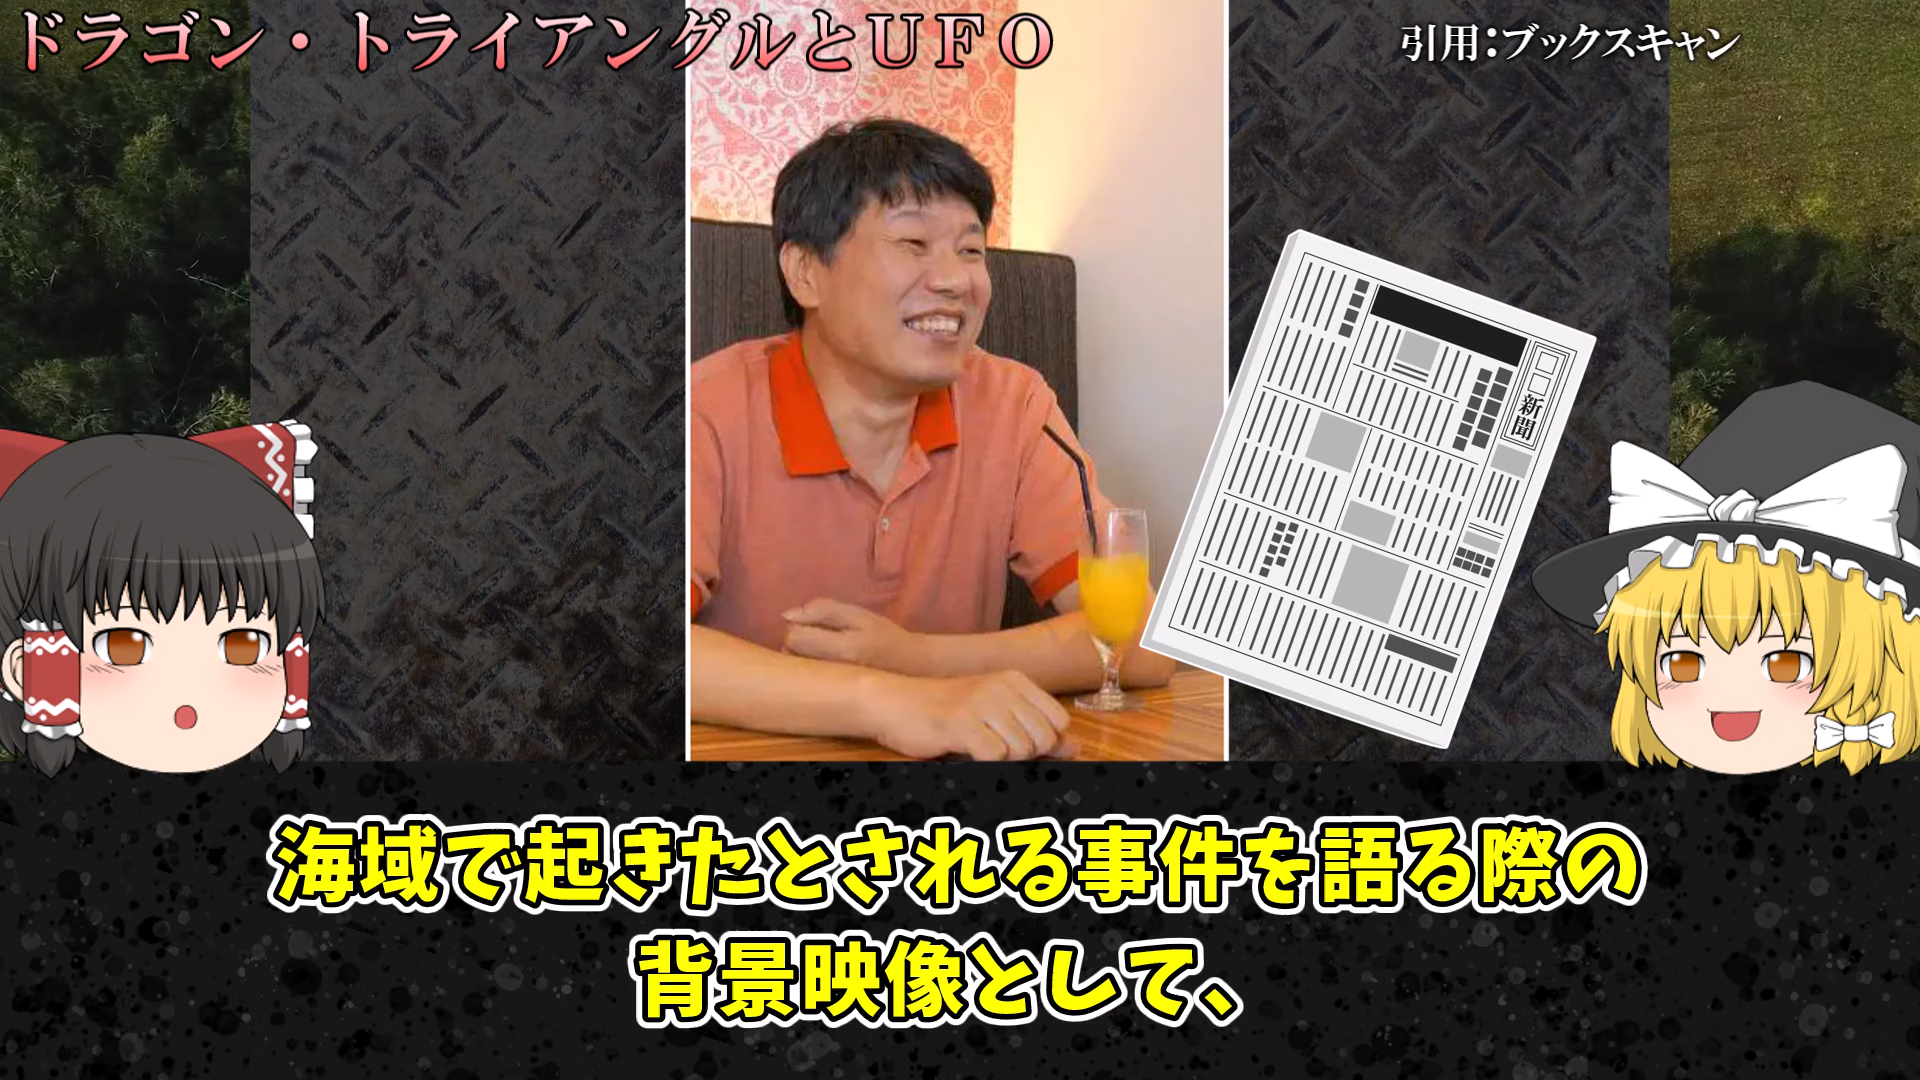 ドラゴン・トライアングルとUFO
引用：ブックスキャン
新聞
海域で起きたとされる事件を語る際の
背景映像として、